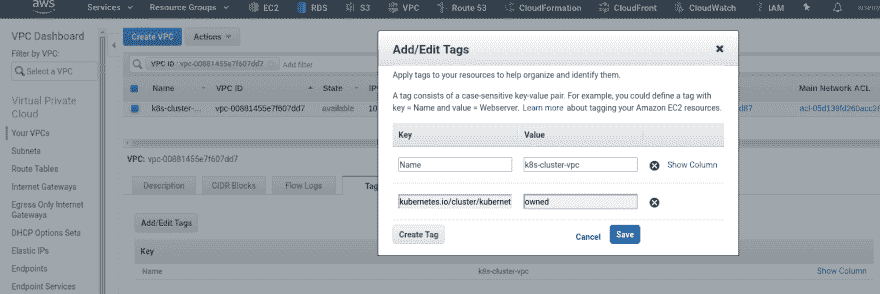 aws
Services
Resource Groups
EC2
RDS
S3
VPC
Route 53
CloudFormation
CloudFront
CloudWatch
IAM
VPC Dashboard
Filter by VPC:
Select a VPC
Virtual Private
Cloud
Your VPCs
Subnets
Route Tables
Internet Gateways
Egress Only Internet
Gateways
DHCP Options Sets
Elastic IPs
Endpoints
Endpoint Services
Create VPC
Actions
VPC ID : vpc-00881455e7f607dd7
Add filter
Name
VPC ID
State
Main Network ACL
k8s-cluster-...
vpc-00881455e7f607dd7
available
VPC: vpc-00881455e7f607dd7
Description
CIDR Blocks
Flow Logs
Add/Edit Tags
Key
Name
k8s-cluster-vpc
Show Column
Add/Edit Tags
Apply tags to your resources to help organize and identify them.
A tag consists of a case-sensitive key-value pair. For example, you could define a tag with
key = Name and value = Webserver. Learn more about tagging your Amazon EC2 resources.
Key
Value
Name
k8s-cluster-vpc
Show Column
kubernetes.io/cluster/kubernet
owned
Create Tag
Cancel
Save